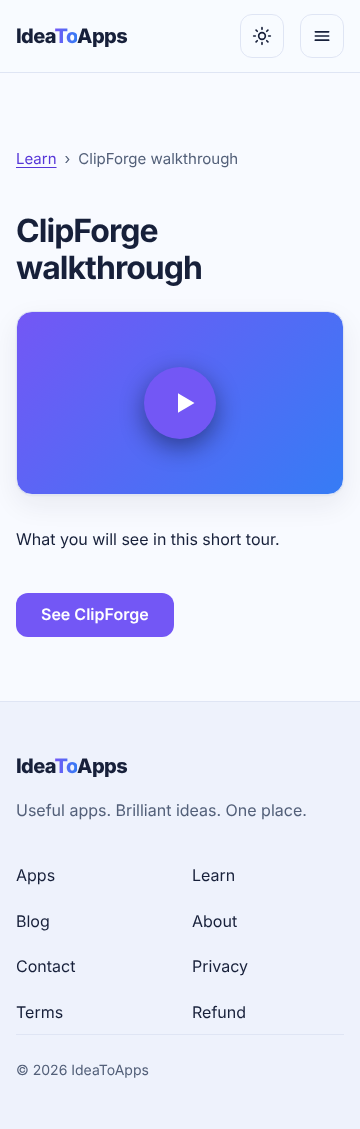 IdeaToApps
Learn › ClipForge walkthrough
ClipForge
walkthrough
What you will see in this short tour.
See ClipForge
IdeaToApps
Useful apps. Brilliant ideas. One place.
Apps Learn
Blog About
Contact Privacy
Terms Refund
© 2026 IdeaToApps